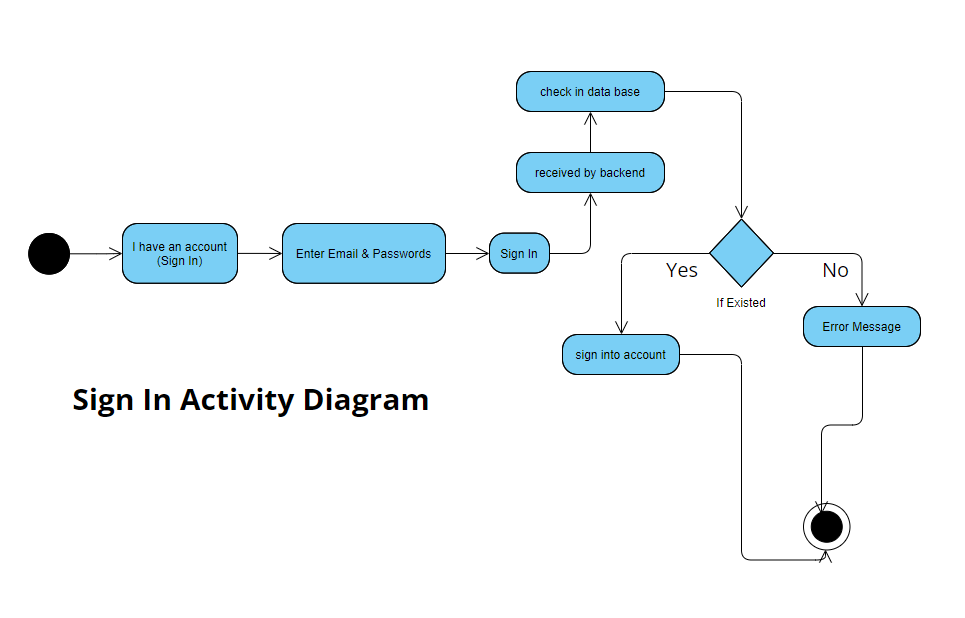 check in data base
received by backend
I have an account
(Sign In)
Enter Email & Passwords
Sign In
Yes
No
If Existed
Error Message
sign into account
Sign In Activity Diagram